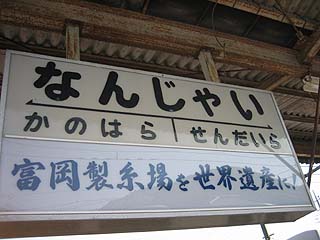 なんじゃい
かのはら せんだいら
富岡製糸場を世界遺産に!